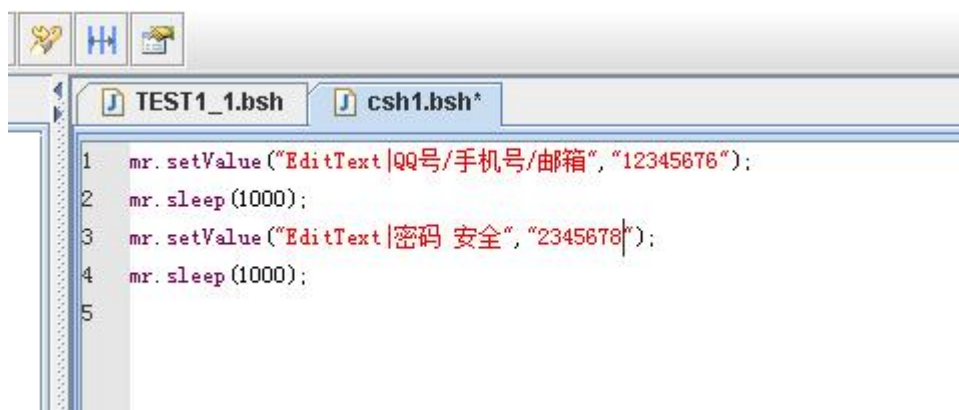 TEST1_1.bsh csh1.bsh*
1 mr.setValue("EditText|QQ号/手机号/邮箱","12345676");
2 mr.sleep(1000);
3 mr.setValue("EditText|密码 安全","2345678");
4 mr.sleep(1000);
5